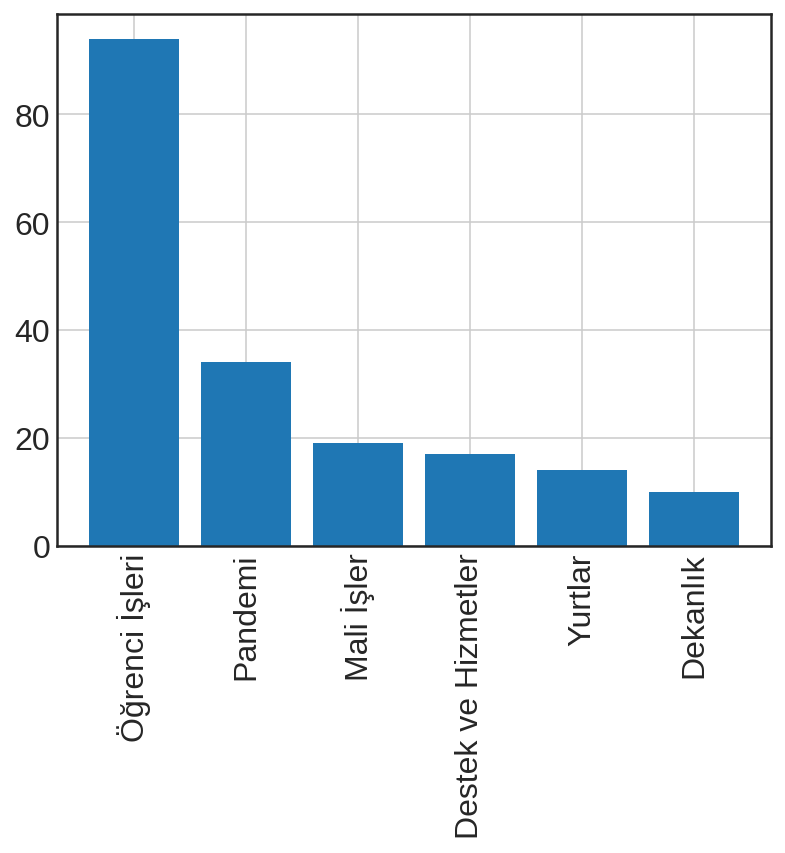 80
60
40
20
0
Öğrenci İşleri
Pandemi
Mali İşler
Destek ve Hizmetler
Yurtlar
Dekanlık